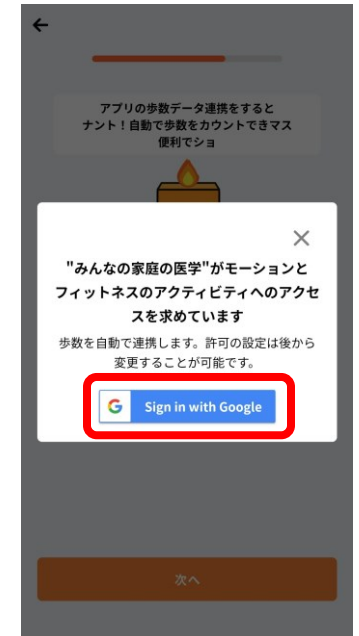 アプリの歩数データ連携をすると
ナント！自動で歩数をカウントできマス
便利でショ
"みんなの家庭の医学"がモーションと
フィットネスのアクティビティへのアクセ
スを求めています
歩数を自動で連携します。許可の設定は後から
変更することが可能です。
G Sign in with Google
次へ